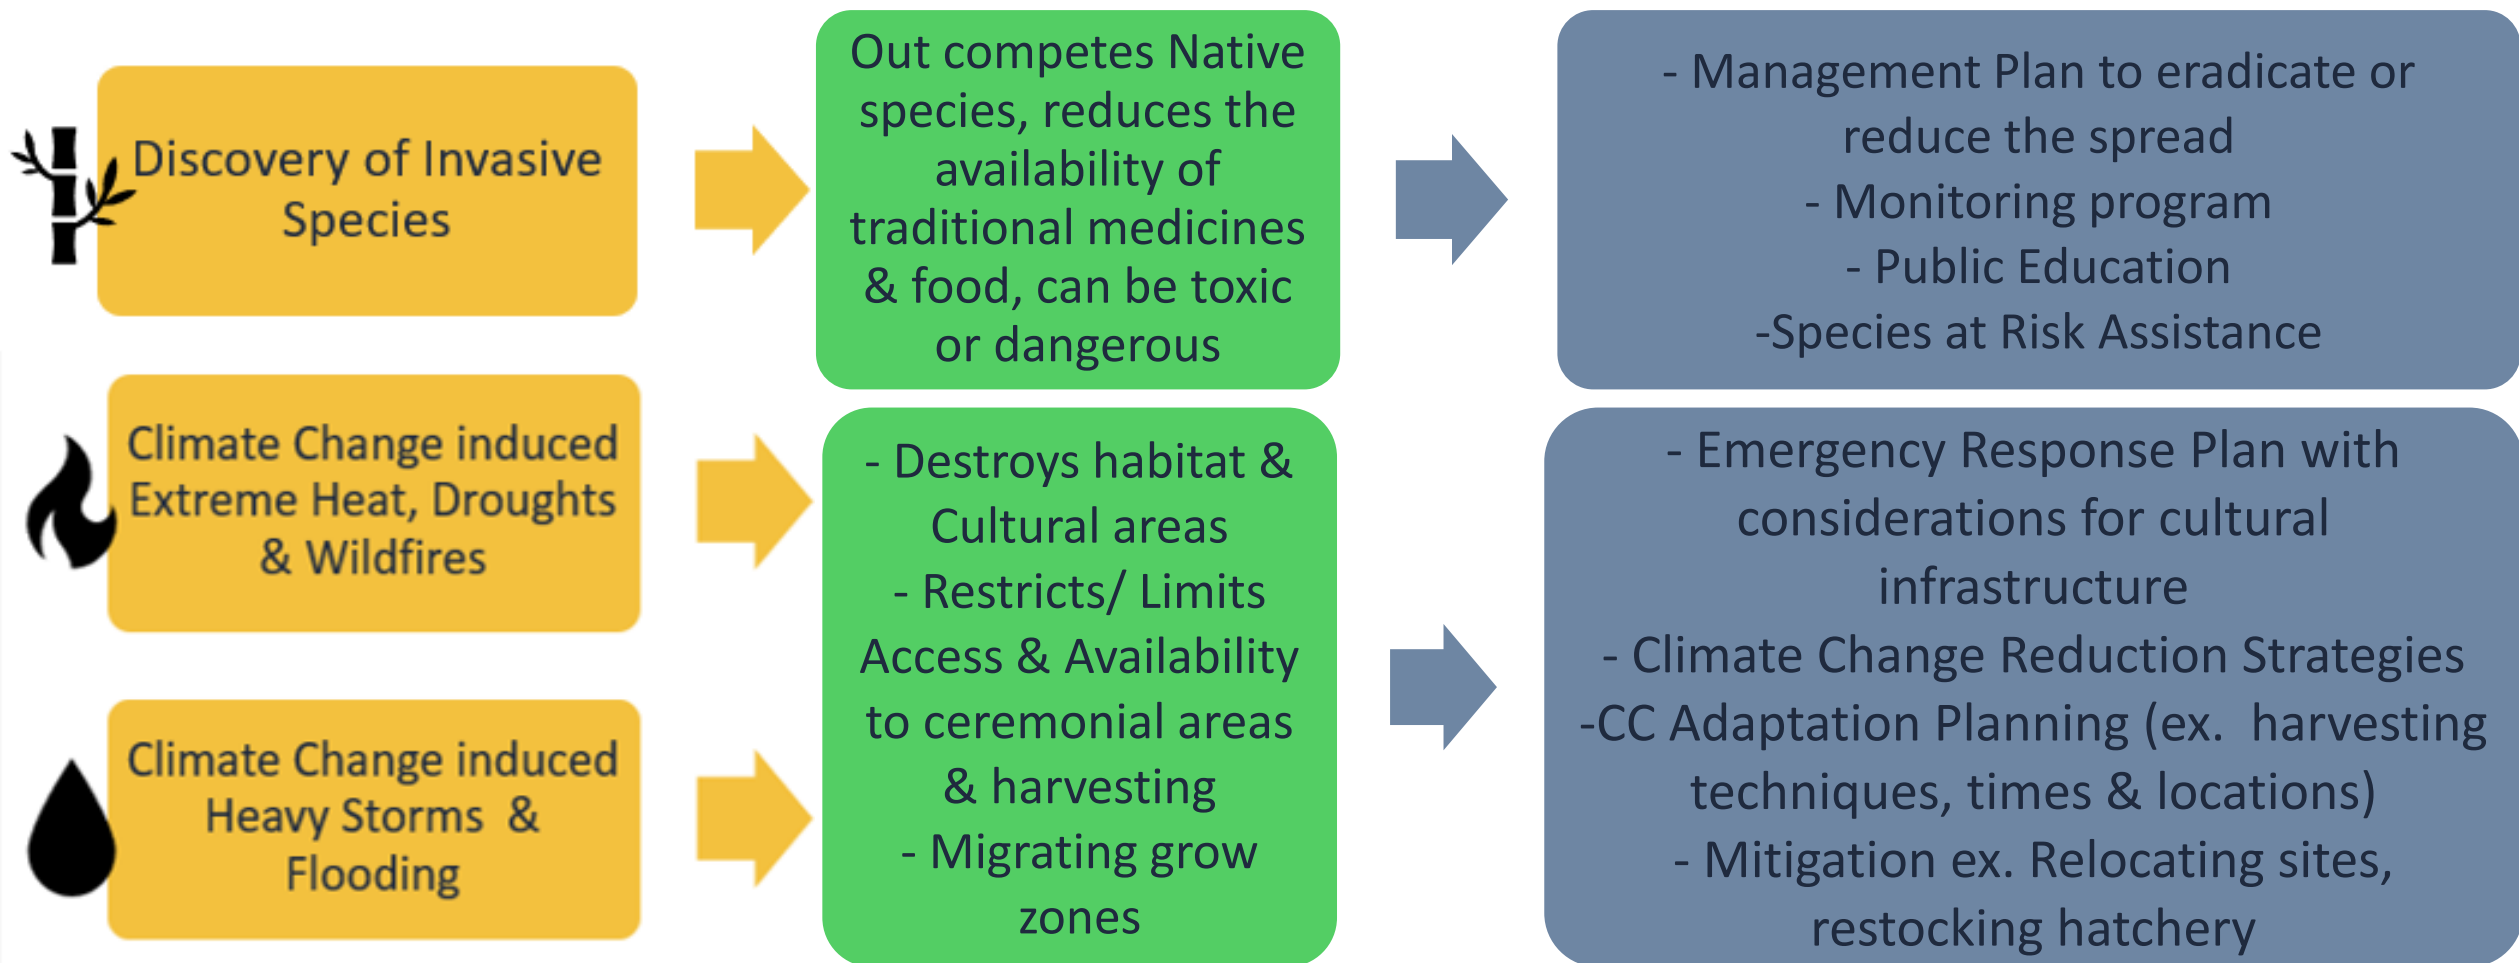 Discovery of Invasive
Species
Out competes Native
species, reduces the
availability of
traditional medicines
& food, can be toxic
or dangerous
- Management Plan to eradicate or
reduce the spread
- Monitoring program
- Public Education
-Species at Risk Assistance
Climate Change induced
Extreme Heat, Droughts
& Wildfires
Climate Change induced
Heavy Storms & 
Flooding
- Destroys habitat &
Cultural areas
- Restricts/ Limits
Access & Availability
to ceremonial areas
& harvesting
- Migrating grow
zones
- Emergency Response Plan with
considerations for cultural
infrastructure
- Climate Change Reduction Strategies
-CC Adaptation Planning (ex. harvesting
techniques, times & locations)
- Mitigation ex. Relocating sites,
restocking hatchery